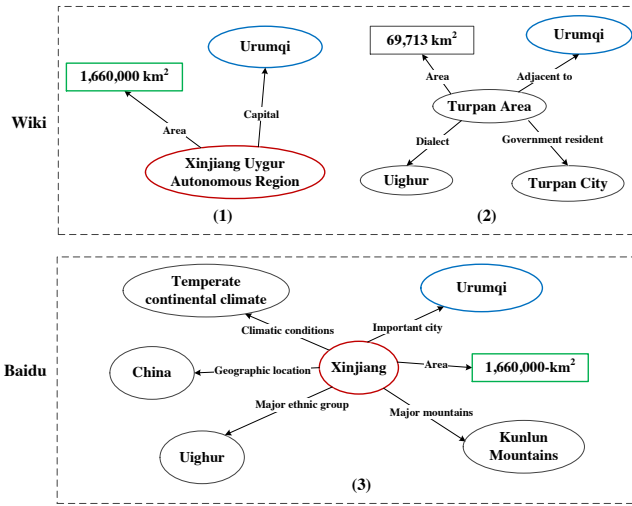 Wiki
Urumqi
1,660,000 km²
Area
Capital
Xinjiang Uygur
Autonomous Region
(1)
69,713 km²
Urumqi
Area
Adjacent to
Turpan Area
Dialect
Government resident
Uighur
Turpan City
(2)
Baidu
Temperate
continental climate
Urumqi
Climatic conditions
Important city
China
Geographic location
Xinjiang
Area
1,660,000-km²
Major ethnic group
Major mountains
Uighur
Kunlun
Mountains
(3)